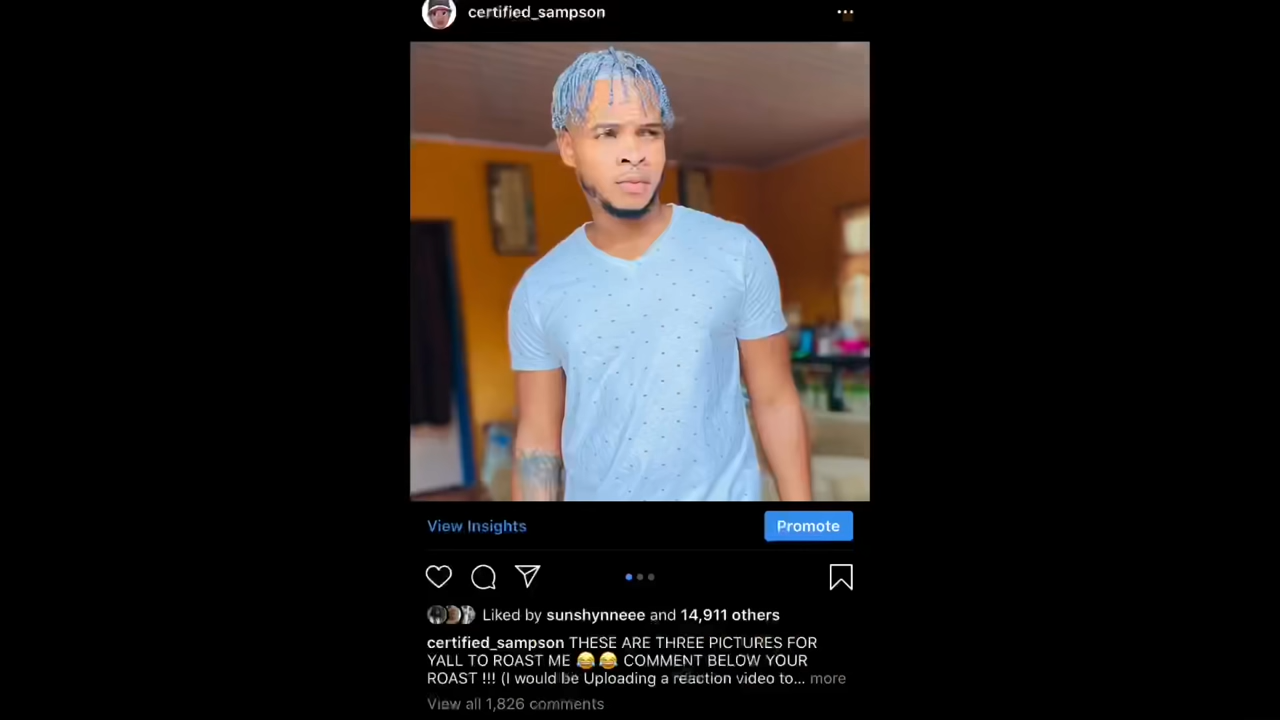 certified_sampson
View Insights
Promote
Liked by sunshynneee and 14,911 others
certified_sampson THESE ARE THREE PICTURES FOR
YALL TO ROAST ME 😂 😂 COMMENT BELOW YOUR
ROAST !!! (I would be Uploading a reaction video to... more
View all 1,826 comments